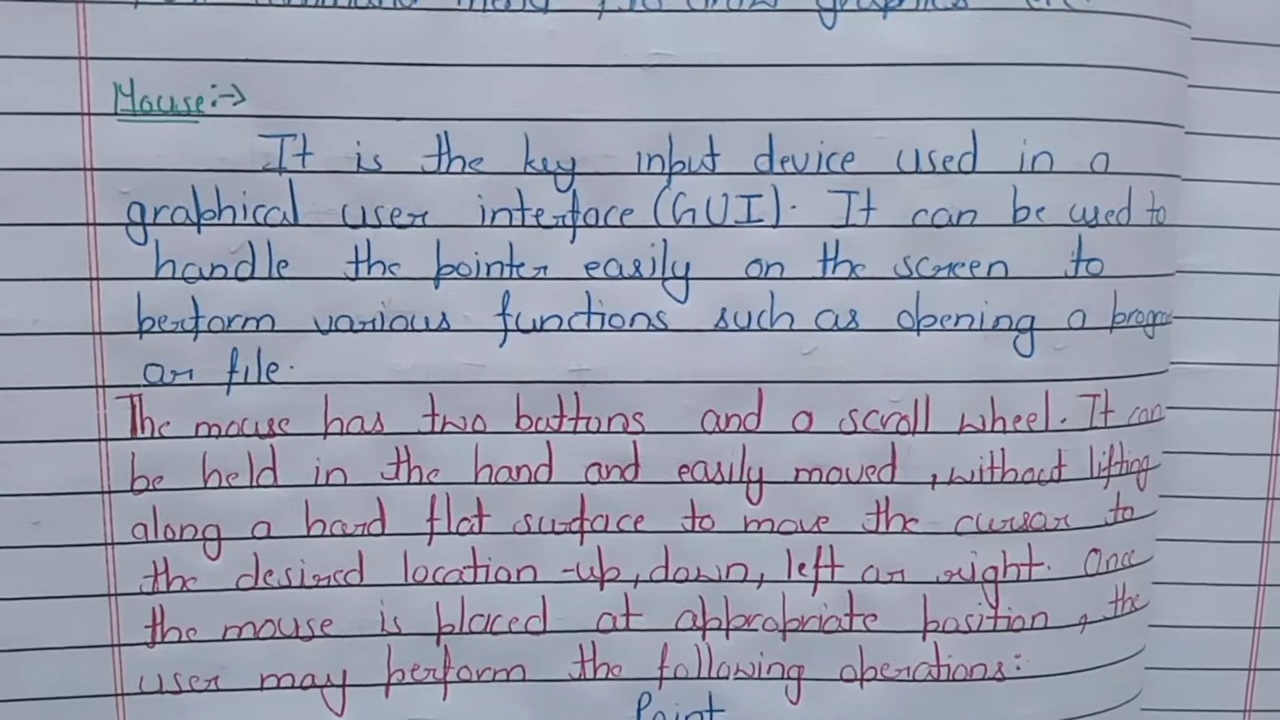 graphics
Mouse:→
It is the key input device used in a
graphical user interface (GUI). It can be used to
handle the pointer easily on the screen to
perform various functions such as opening a
or file.
The mouse has two buttons and a scroll wheel. It can
be held in the hand and easily moved, without lifting
along a hard flat surface to move the cursor to
the desired location -up, down, left or right. Once
the mouse is placed at appropriate position, the
user may perform the following operations:
Point